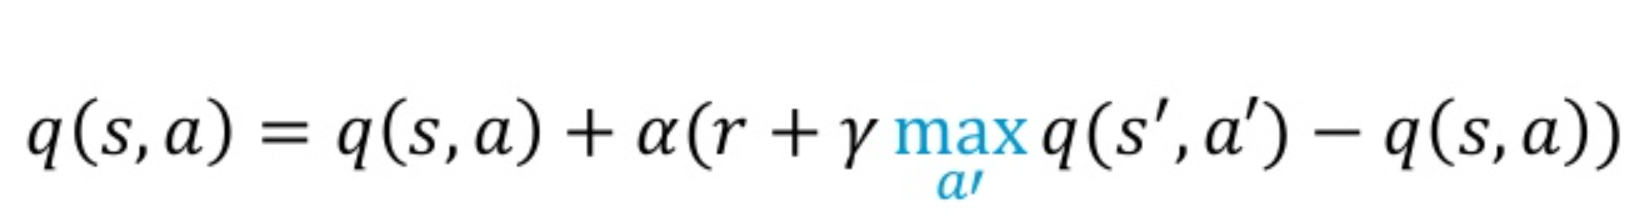 q(s, a) = q(s, a) + α(r + γ max q(s′, a′) − q(s, a))
a′